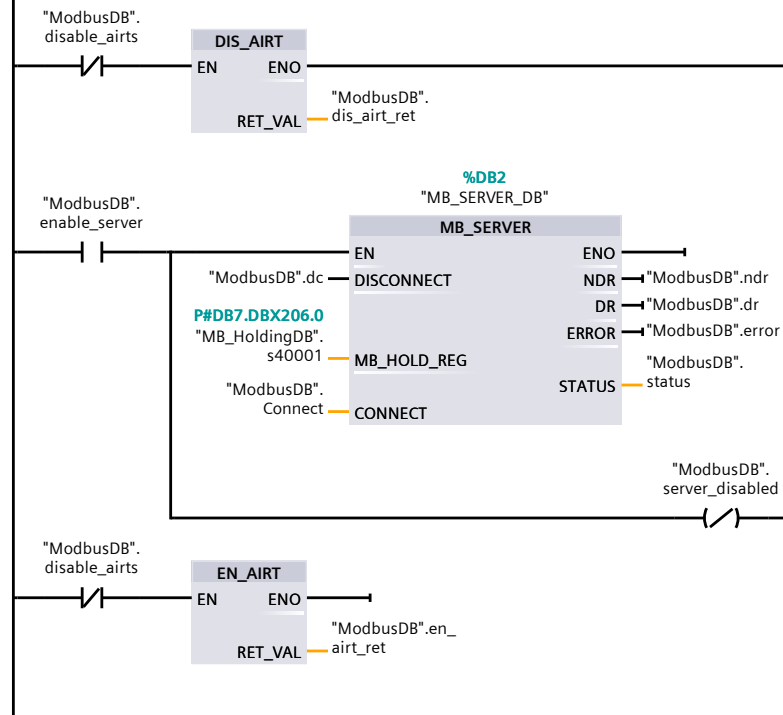 "ModbusDB".
disable_airts
DIS_AIRT
EN ENO
"ModbusDB".
RET_VAL dis_airt_ret
%DB2
"MB_SERVER_DB"
"ModbusDB".
enable_server
MB_SERVER
EN ENO
"ModbusDB".dc DISCONNECT NDR "ModbusDB".ndr
P#DB7.DBX206.0
DR "ModbusDB".dr
"MB_HoldingDB".
s40001
ERROR "ModbusDB".error
MB_HOLD_REG
"ModbusDB".
STATUS status
"ModbusDB".
Connect CONNECT
"ModbusDB".
server_disabled
"ModbusDB".
disable_airts
EN_AIRT
EN ENO
"ModbusDB".en_
RET_VAL airt_ret